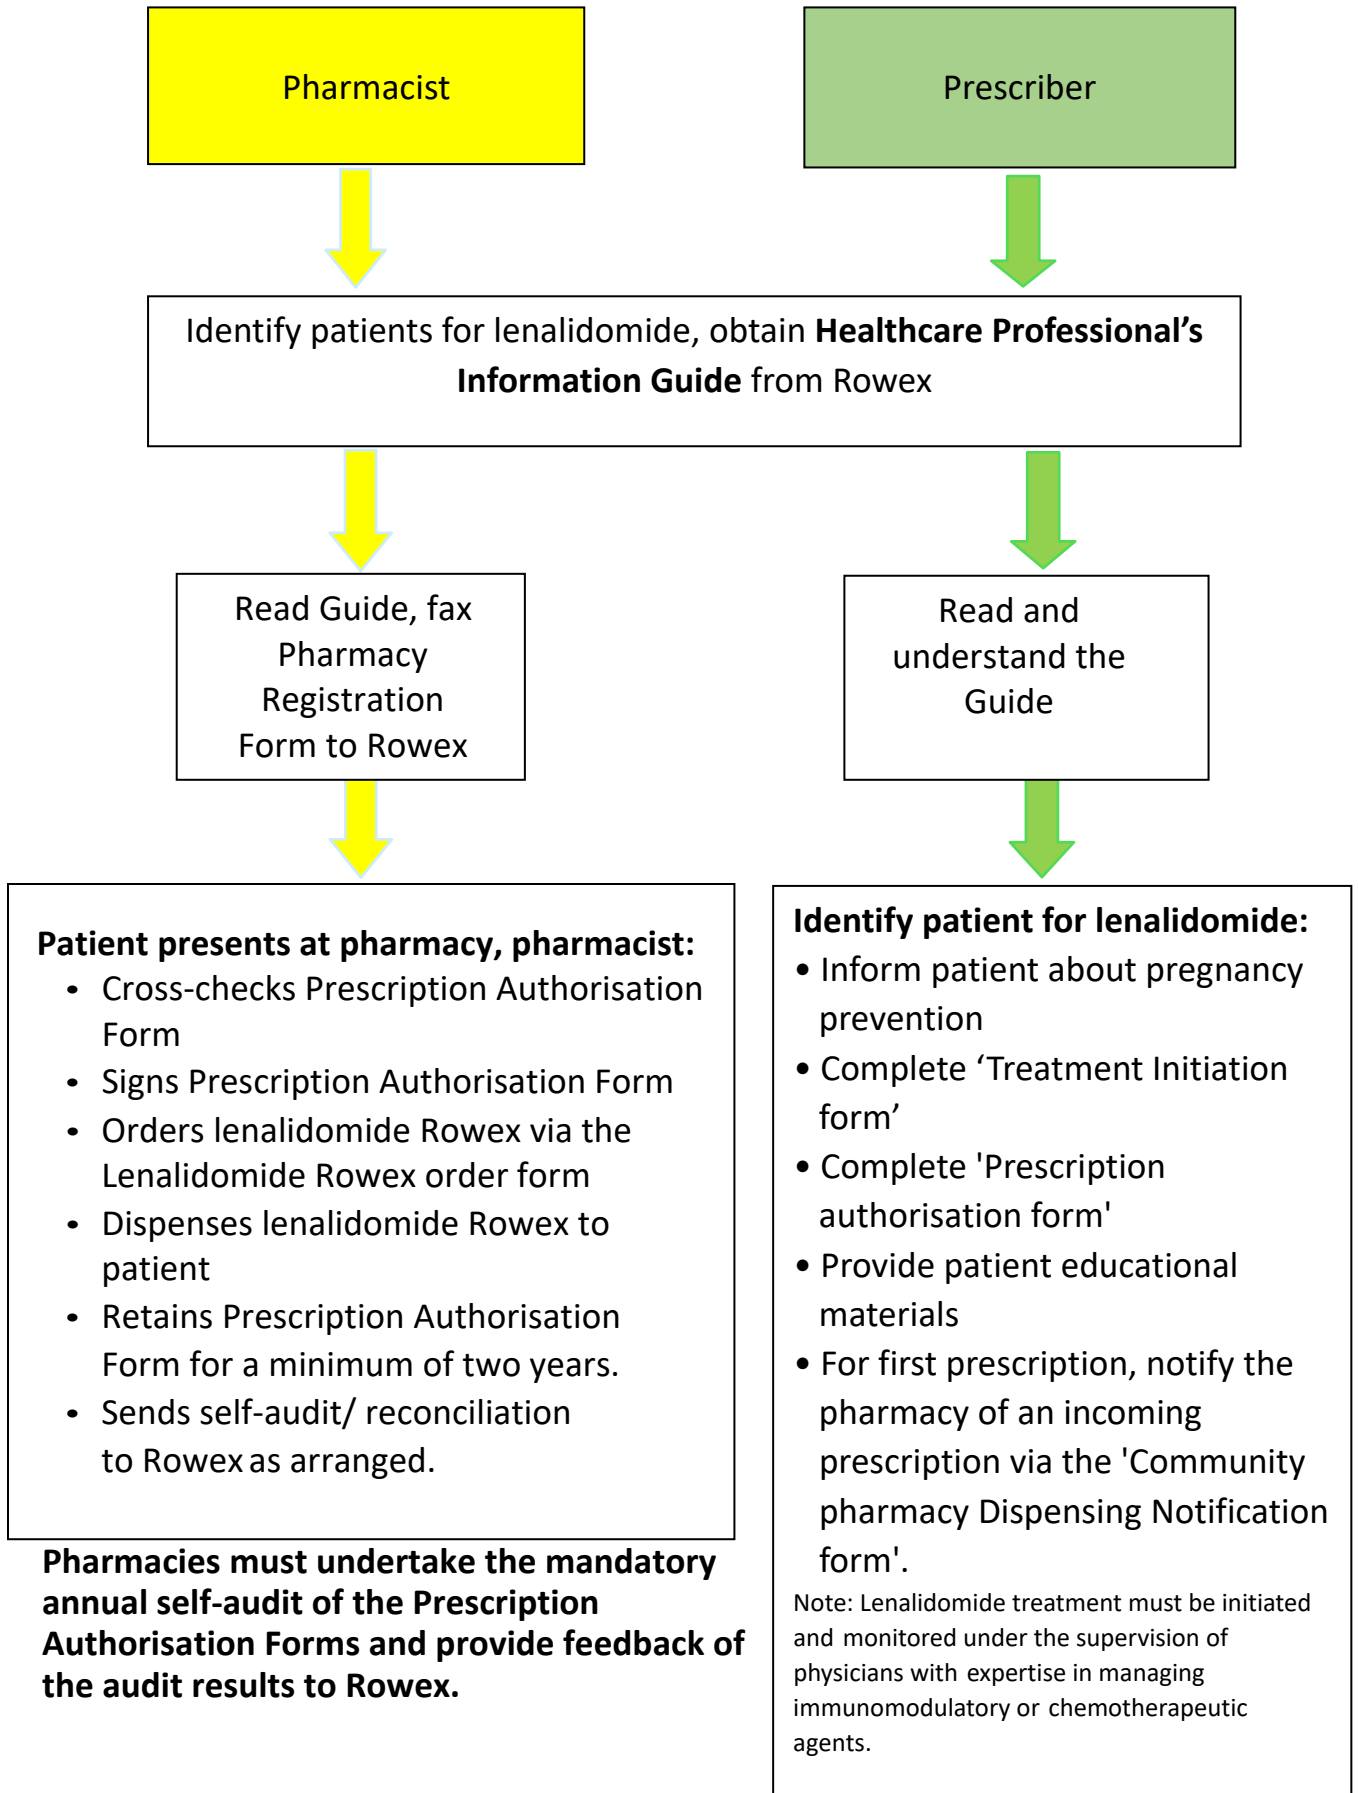 Pharmacist
Prescriber
Identify patients for lenalidomide, obtain Healthcare Professional’s
Information Guide from Rowex
Read Guide, fax
Pharmacy
Registration
Form to Rowex
Read and
understand the
Guide
Patient presents at pharmacy, pharmacist:
• Cross-checks Prescription Authorisation
Form
• Signs Prescription Authorisation Form
• Orders lenalidomide Rowex via the
Lenalidomide Rowex order form
• Dispenses lenalidomide Rowex to
patient
• Retains Prescription Authorisation
Form for a minimum of two years.
• Sends self-audit/ reconciliation
to Rowex as arranged.
Pharmacies must undertake the mandatory
annual self-audit of the Prescription
Authorisation Forms and provide feedback of
the audit results to Rowex.
Identify patient for lenalidomide:
• Inform patient about pregnancy
prevention
• Complete ‘Treatment Initiation
form’
• Complete 'Prescription
authorisation form'
• Provide patient educational
materials
• For first prescription, notify the
pharmacy of an incoming
prescription via the 'Community
pharmacy Dispensing Notification
form'.
Note: Lenalidomide treatment must be initiated
and monitored under the supervision of
physicians with expertise in managing
immunomodulatory or chemotherapeutic
agents.